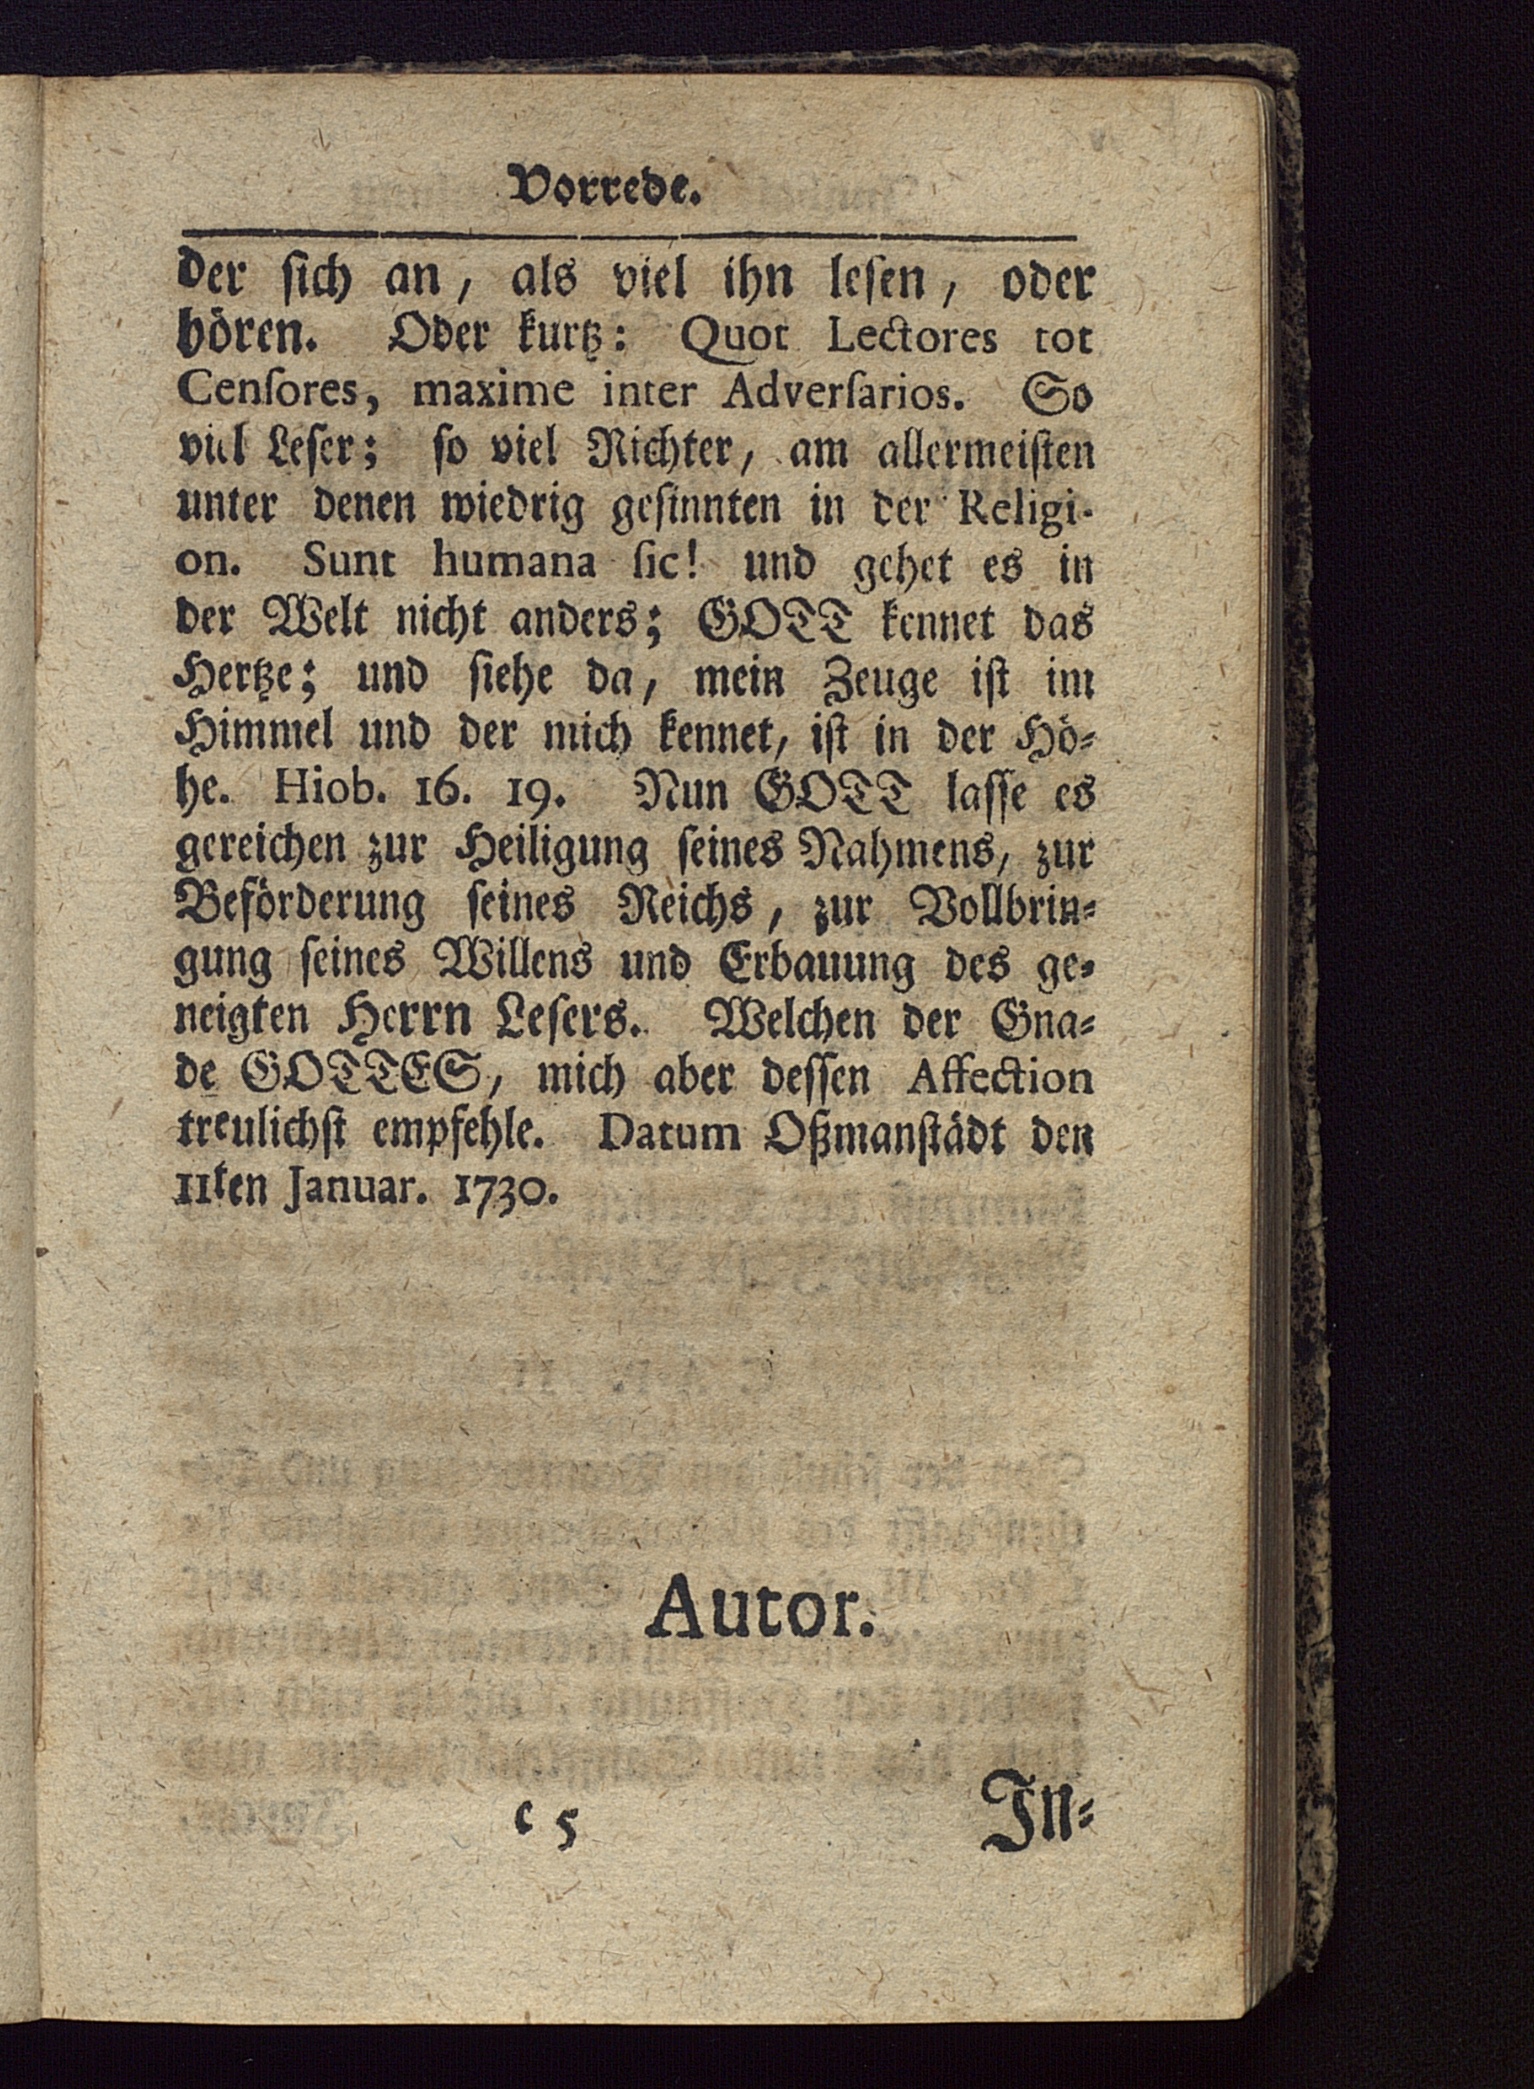 Vorrede.
der ſich an, als viel ihn leſen, oder
hören. Oder kurtz: Quot Lectores tot
Cenſores, maxime inter Adverſarios. So
viel Leſer; ſo viel Richter, am allermeiſten
unter denen wiedrig geſinnten in der Religi-
on. Sunt humana ſic! und gehet es in
der Welt nicht anders; GOTT kennet das
Hertze; und ſiehe da, mein Zeuge iſt im
Himmel und der mich kennet, iſt in der Hö-
he. Hiob. 16. 19. Nun GOTT laſſe es
gereichen zur Heiligung ſeines Nahmens, zur
Beförderung ſeines Reichs, zur Vollbrin-
gung ſeines Willens und Erbauung des ge-
neigten Herrn Leſers. Welchen der Gna-
de GOTTES, mich aber deſſen Affection
treulichſt empfehle. Datum Oßmanſtädt den
11ten Januar. 1730.
Autor.
c 5 In-